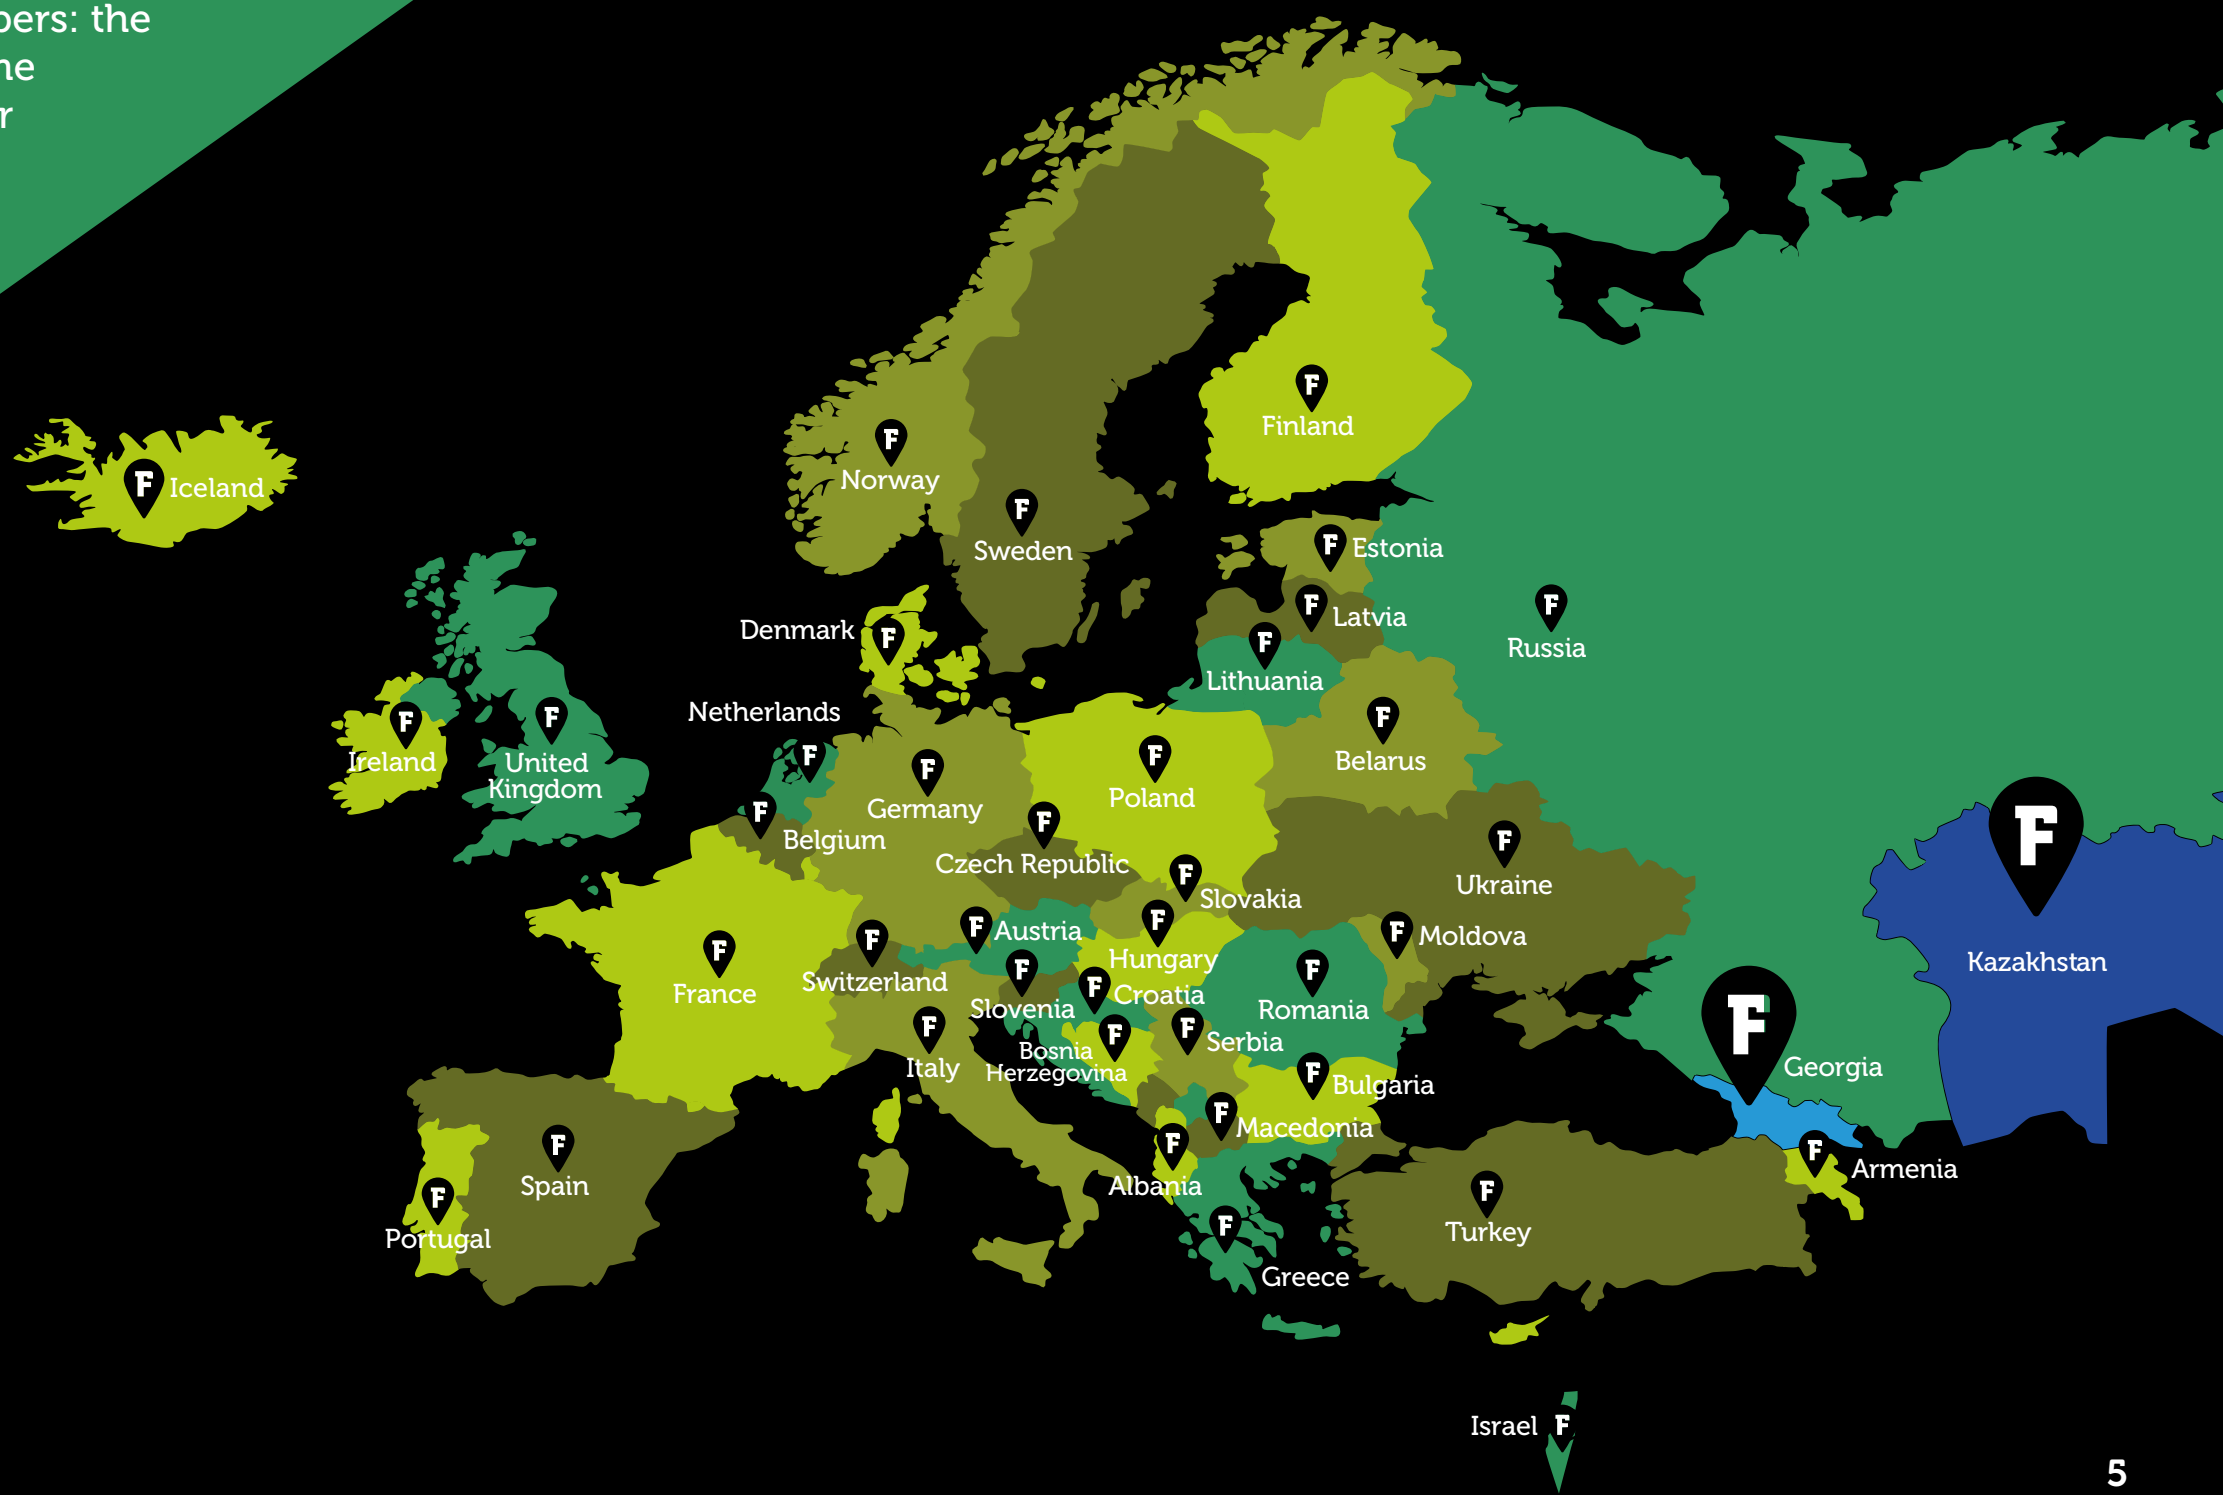 bers: the
ne
r
F
Finland
F
Norway
F
Iceland
F
Sweden
F
Estonia
F
Latvia
F
Russia
Denmark
F
F
Lithuania
Netherlands
F
F
Ireland
F
United
Kingdom
F
Belarus
F
Germany
F
Poland
F
Belgium
F
Czech Republic
F
Ukraine
F
Slovakia
F
Kazakhstan
F
Austria
F
Hungary
F
Moldova
F
France
F
Switzerland
F
Slovenia
F
Croatia
F
Romania
F
Italy
F
Bosnia
Herzegovina
F
Serbia
F
Georgia
F
Bulgaria
F
Macedonia
F
Albania
F
Spain
F
Portugal
F
Armenia
F
Turkey
F
Greece
Israel F
5